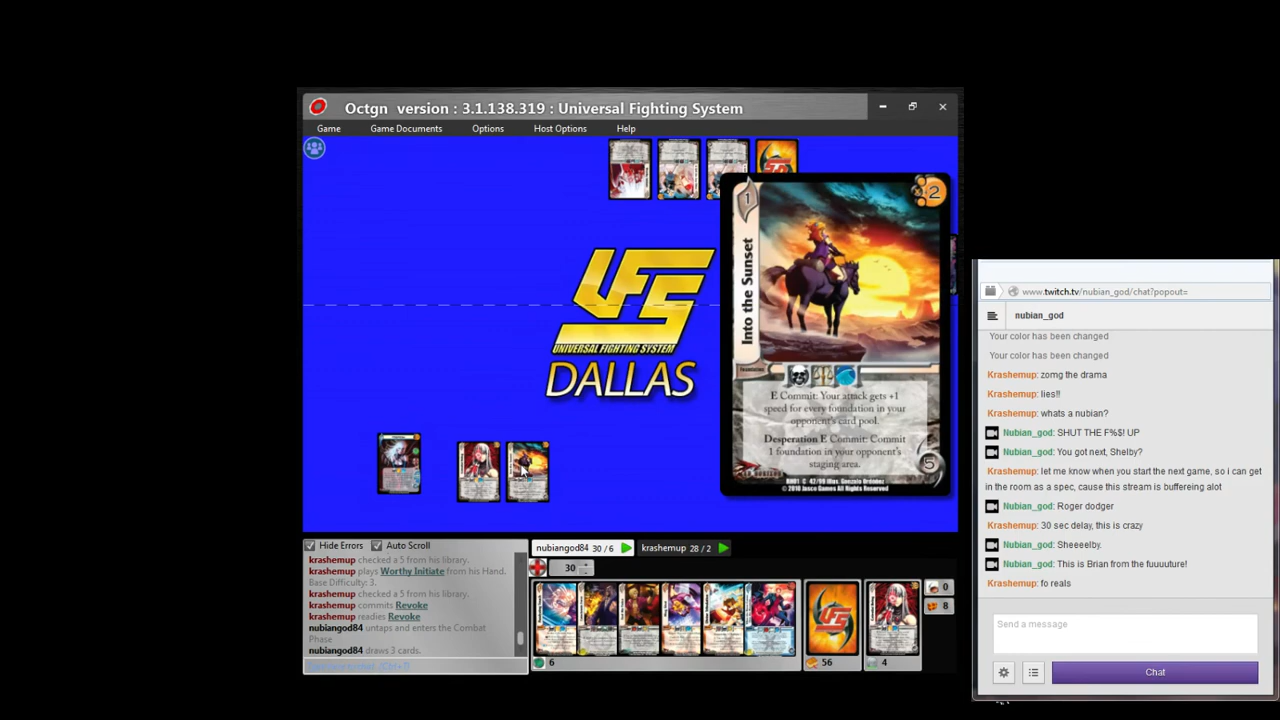 Octgn version : 3.1.138.319 : Universal Fighting System
Game Game Documents Options Host Options Help
UFS
UNIVERSAL FIGHTING SYSTEM
DALLAS
1
2
Into the Sunset
Foundation
E Commit: Your attack gets +1
speed for every foundation in your
opponent's card pool.
Desperation E Commit: Commit
1 foundation in your opponent's
staging area.
5
© 2010 Jasco Games All Rights Reserved
Hide Errors Auto Scroll
krashemup checked a 5 from his library.
krashemup plays Worthy Initiate from his Hand.
Base Difficulty: 3.
krashemup checked a 5 from his library.
krashemup commits Revoke
krashemup readies Revoke
nubiangod84 untaps and enters the Combat
Phase
nubiangod84 draws 3 cards.
nubiangod84 30 / 6 krashemup 28 / 2
30
0
8
6
56
4
www.twitch.tv/nubian_god/chat?popout=
nubian_god
Your color has been changed
Your color has been changed
Krashemup: zomg the drama
Krashemup: lies!!
Krashemup: whats a nubian?
Nubian_god: SHUT THE F%$! UP
Nubian_god: You got next, Shelby?
Krashemup: let me know when you start the next game, so i can get
in the room as a spec, cause this stream is buffereing alot
Nubian_god: Roger dodger
Krashemup: 30 sec delay, this is crazy
Nubian_god: Sheeeelby.
Nubian_god: This is Brian from the fuuuuture!
Krashemup: fo reals
Send a message
Chat